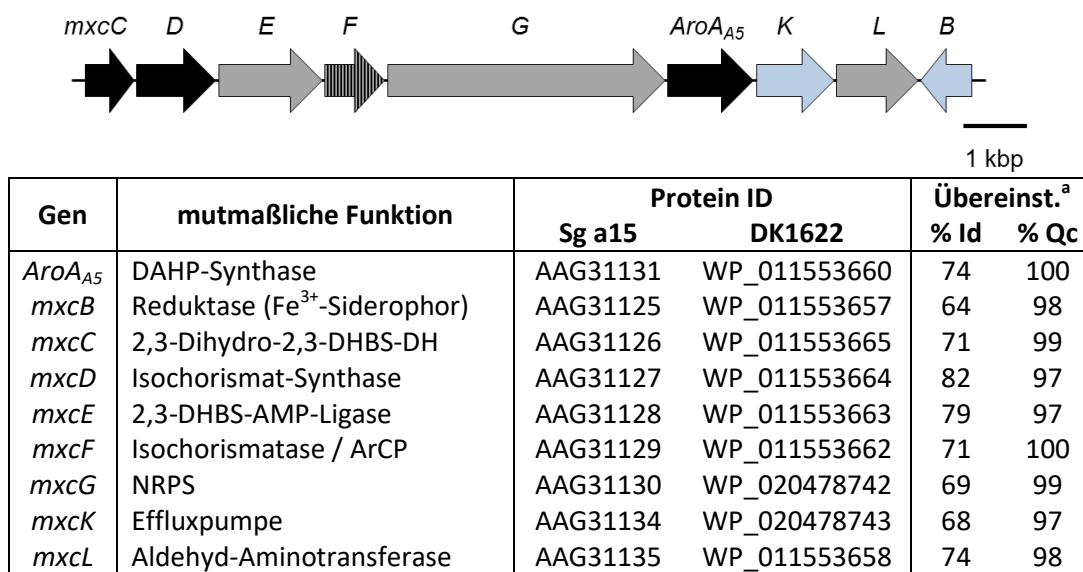 mxcC D E F G AroA_A5 K L B
1 kbp
Gen mutmaßliche Funktion Protein ID Übereinst.ᵃ
Sg a15 DK1622 % Id % Qc
AroA_A5 DAHP-Synthase AAG31131 WP_011553660 74 100
mxcB Reduktase (Fe³⁺-Siderophor) AAG31125 WP_011553657 64 98
mxcC 2,3-Dihydro-2,3-DHBS-DH AAG31126 WP_011553665 71 99
mxcD Isochorismat-Synthase AAG31127 WP_011553664 82 97
mxcE 2,3-DHBS-AMP-Ligase AAG31128 WP_011553663 79 97
mxcF Isochorismatase / ArCP AAG31129 WP_011553662 71 100
mxcG NRPS AAG31130 WP_020478742 69 99
mxcK Effluxpumpe AAG31134 WP_020478743 68 97
mxcL Aldehyd-Aminotransferase AAG31135 WP_011553658 74 98